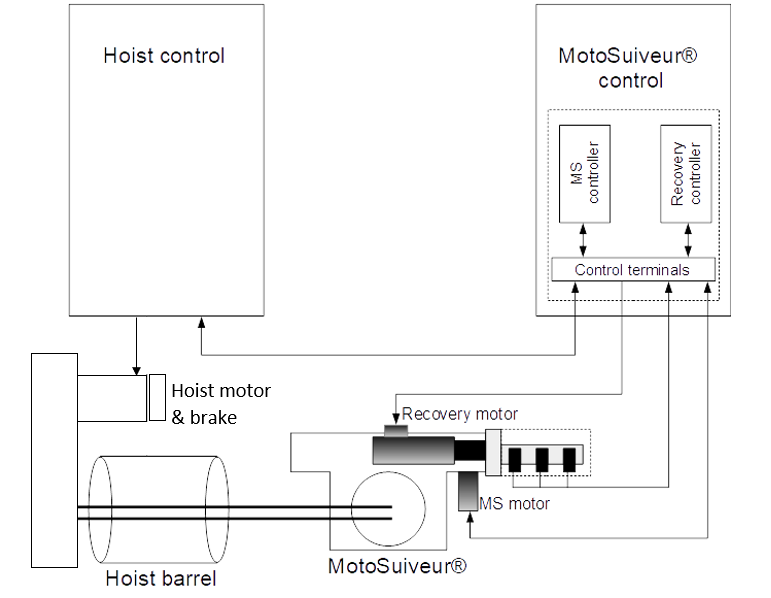 Hoist control
MotoSuiveur®
control
MS
controller
Recovery
controller
Control terminals
Hoist motor
& brake
Recovery motor
MS motor
MotoSuiveur®
Hoist barrel